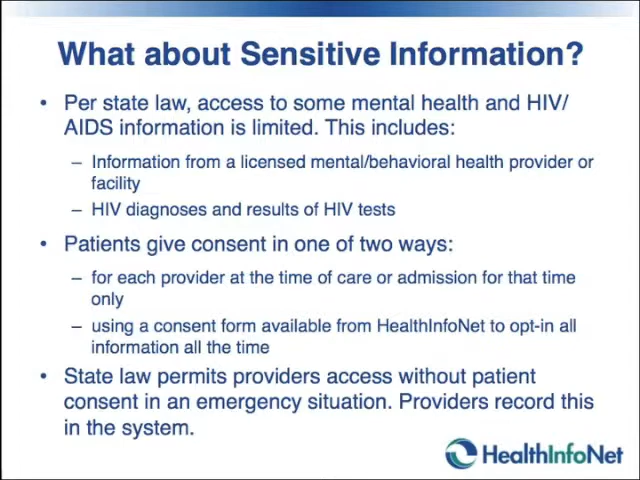 What about Sensitive Information?
• Per state law, access to some mental health and HIV/
AIDS information is limited. This includes:
– Information from a licensed mental/behavioral health provider or
facility
– HIV diagnoses and results of HIV tests
• Patients give consent in one of two ways:
– for each provider at the time of care or admission for that time
only
– using a consent form available from HealthInfoNet to opt-in all
information all the time
• State law permits providers access without patient
consent in an emergency situation. Providers record this
in the system.
HealthInfoNet